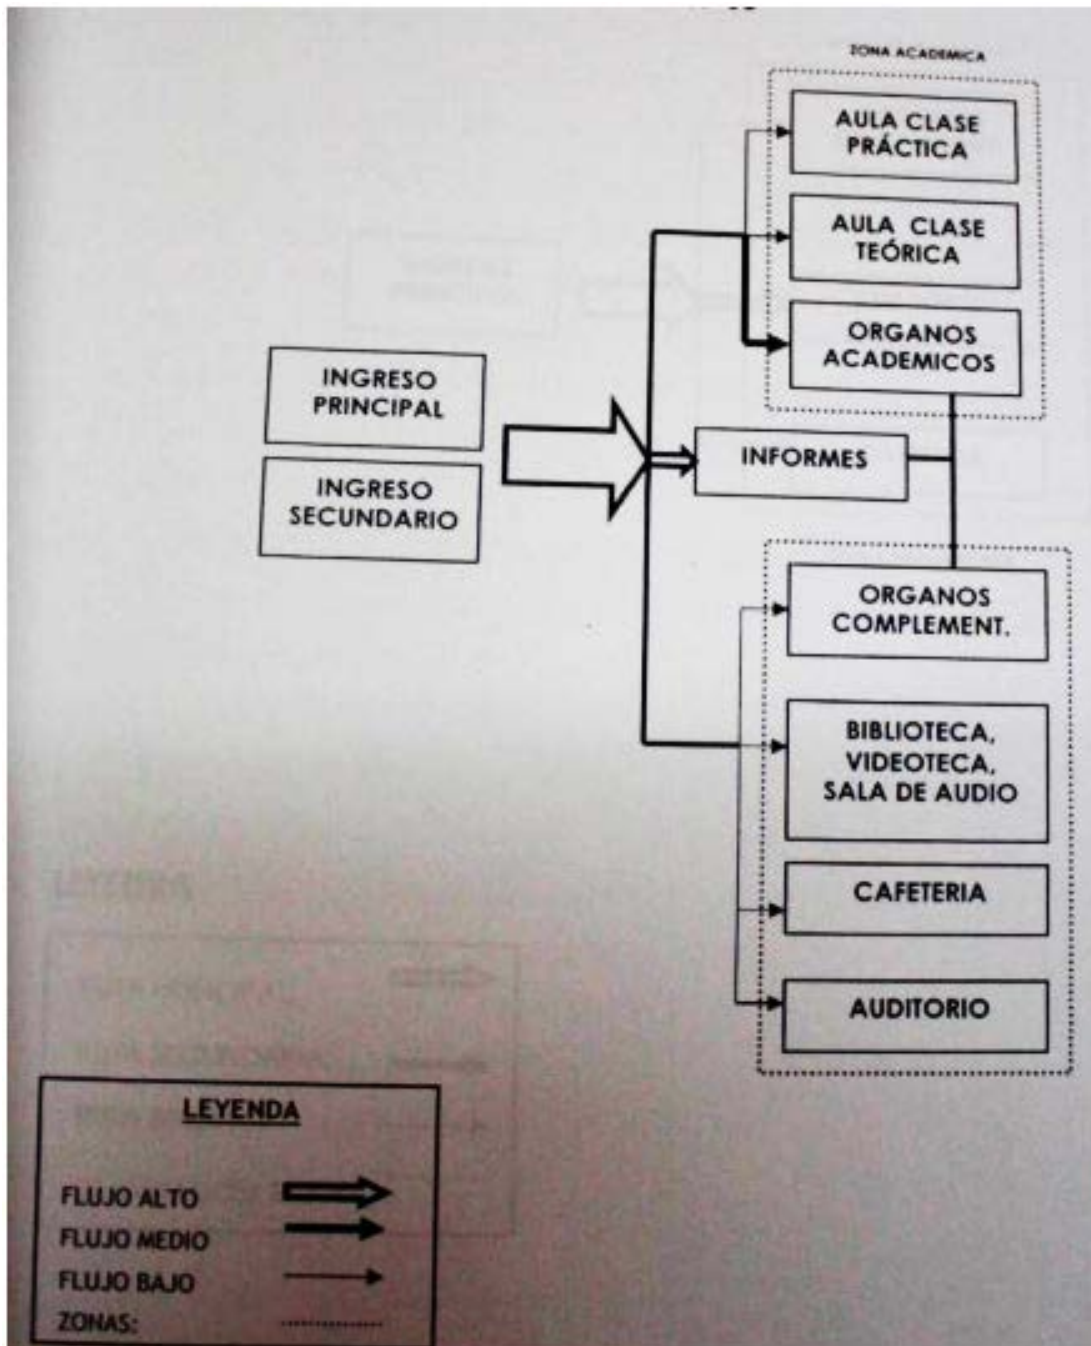 ZONA ACADEMICA
AULA CLASE
PRÁCTICA
AULA CLASE
TEÓRICA
ORGANOS
ACADEMICOS
INGRESO
PRINCIPAL
INGRESO
SECUNDARIO
INFORMES
ORGANOS
COMPLEMENT.
BIBLIOTECA,
VIDEOTECA,
SALA DE AUDIO
CAFETERIA
AUDITORIO
LEYENDA
FLUJO ALTO
FLUJO MEDIO
FLUJO BAJO
ZONAS: